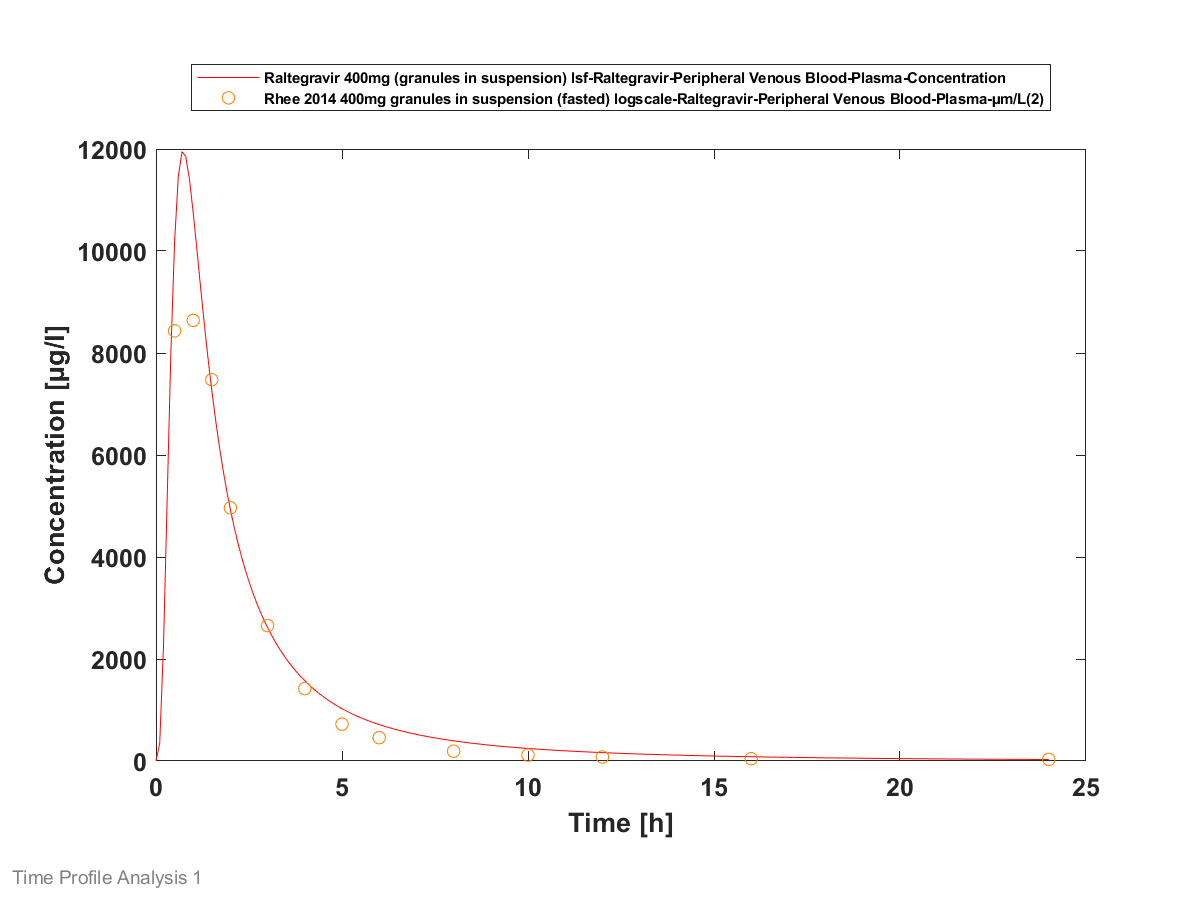 Raltegravir 400mg (granules in suspension) lsf-Raltegravir-Peripheral Venous Blood-Plasma-Concentration
Rhee 2014 400mg granules in suspension (fasted) logscale-Raltegravir-Peripheral Venous Blood-Plasma-µm/L(2)
12000
10000
8000
6000
4000
2000
0
Concentration [µg/l]
0 5 10 15 20 25
Time [h]
Time Profile Analysis 1